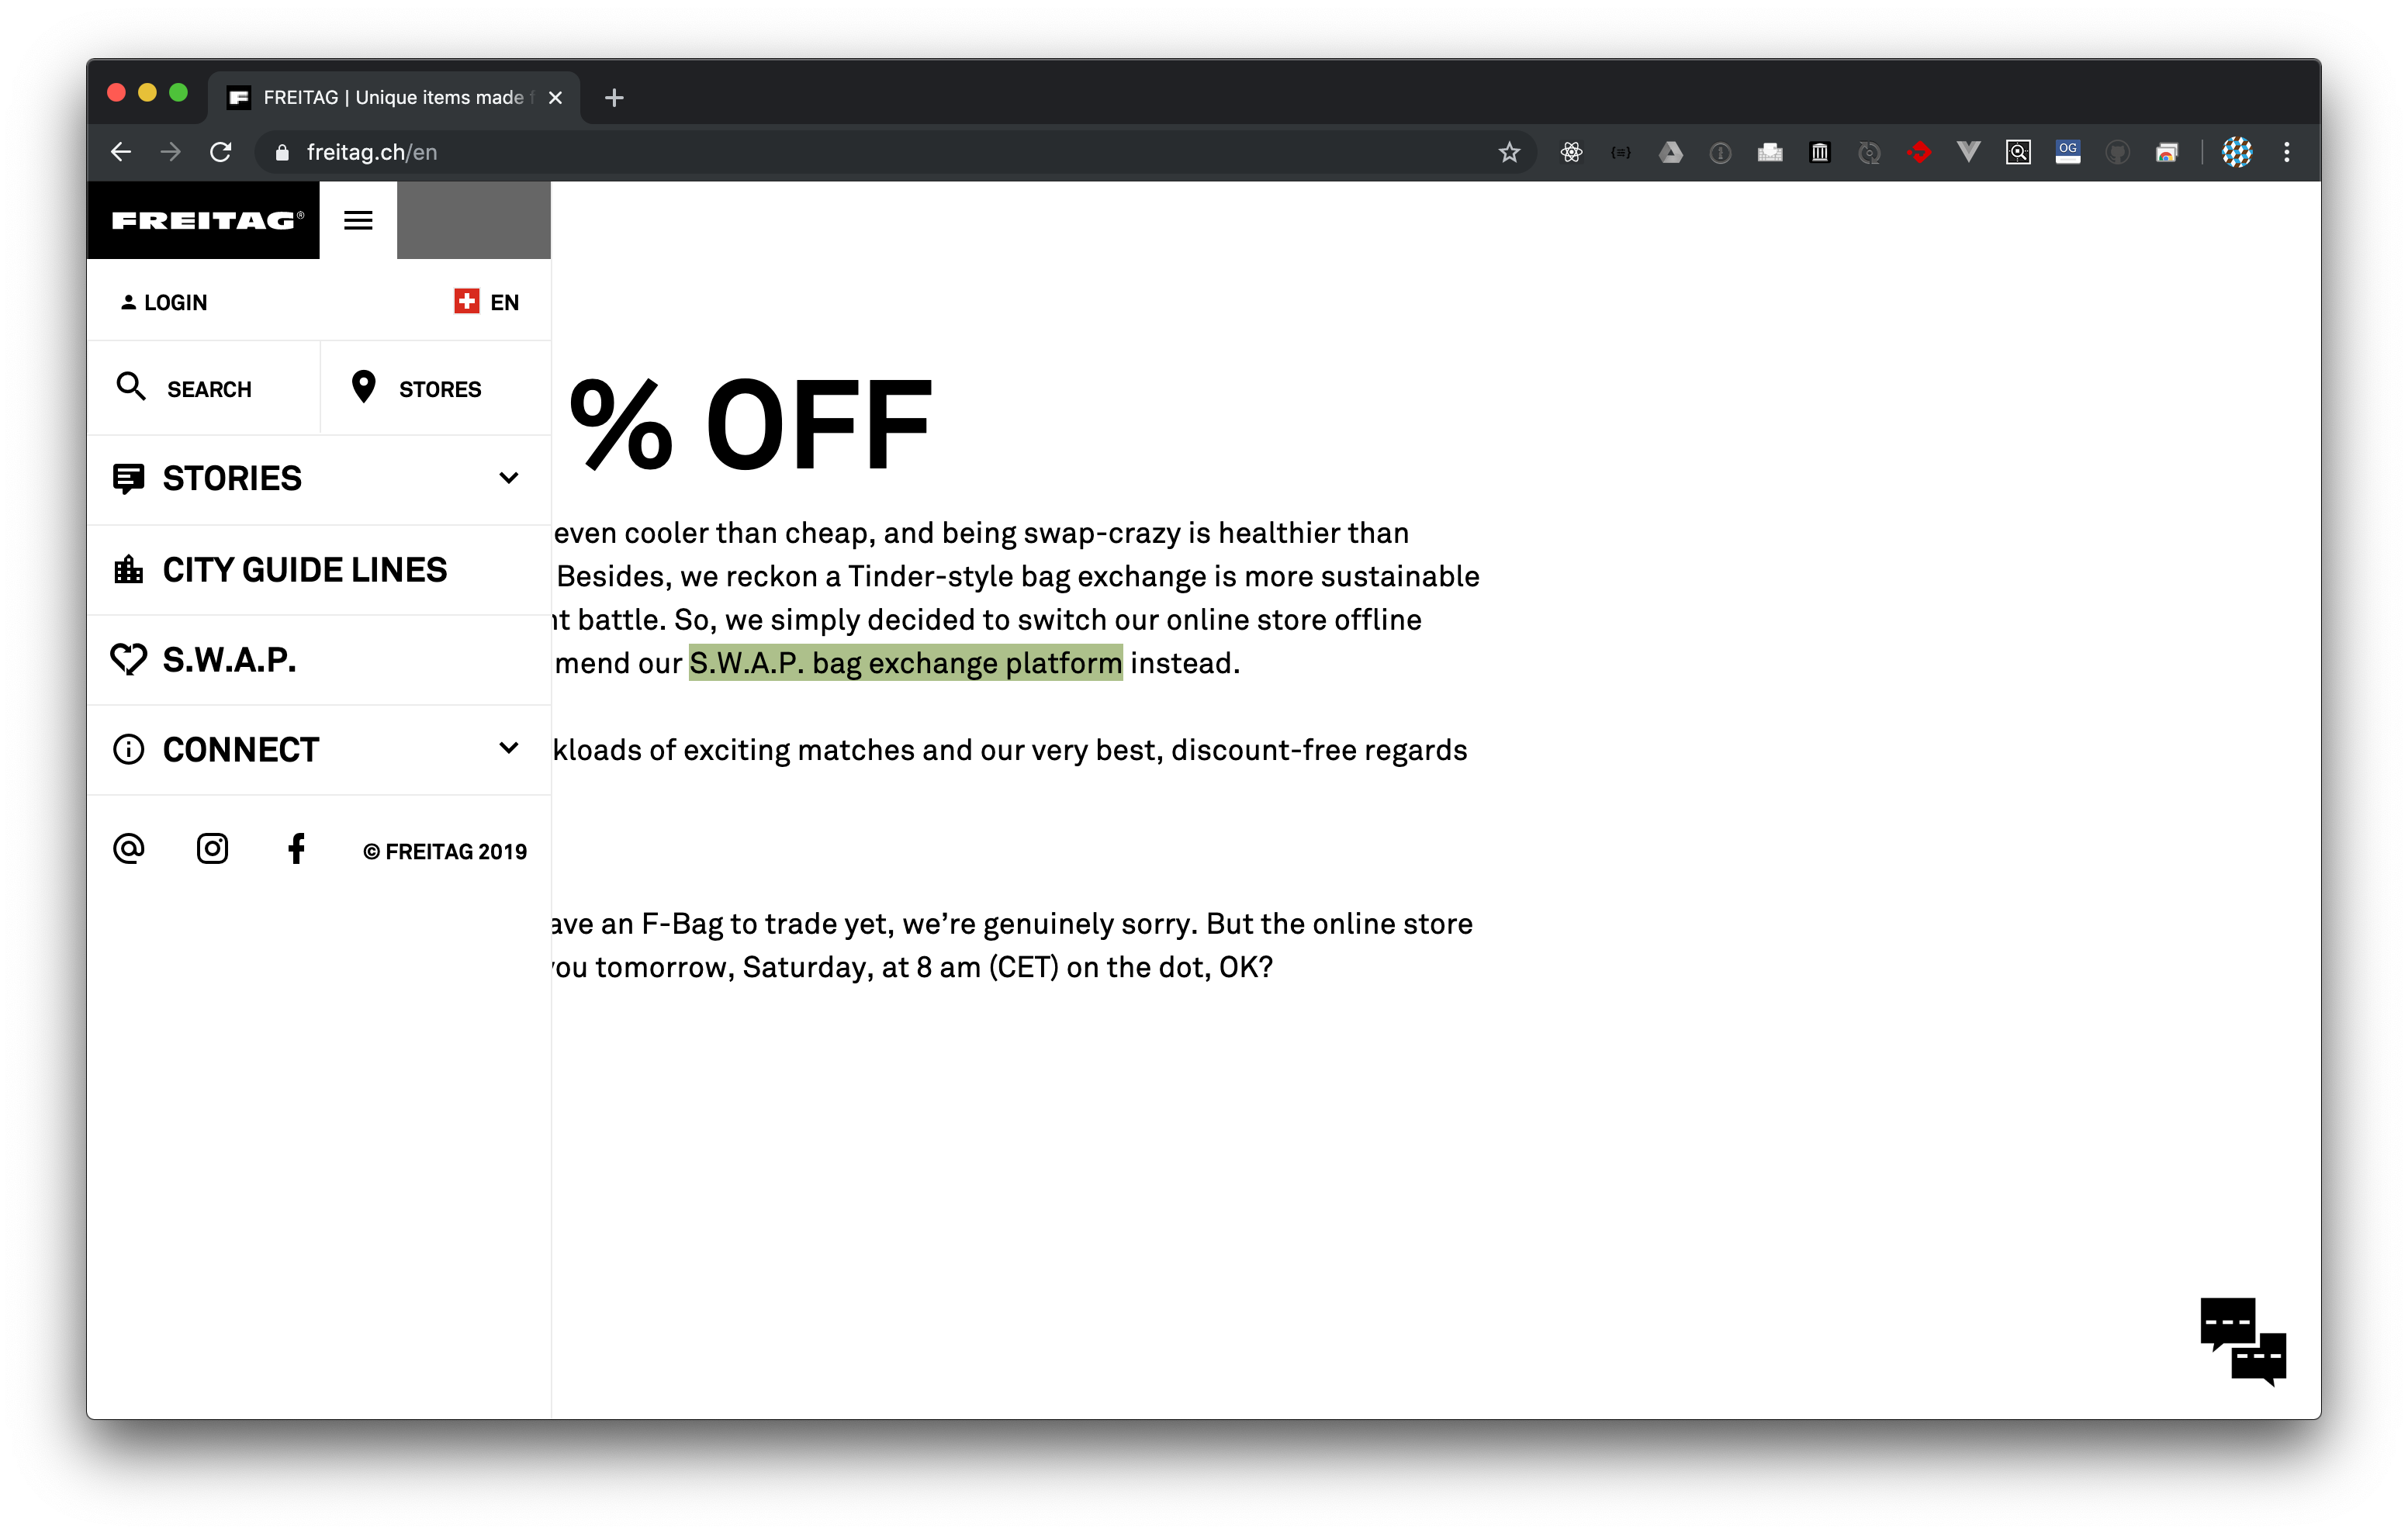 FREITAG | Unique items made
freitag.ch/en
OG
FREITAG®
LOGIN
EN
SEARCH
STORES
STORIES
CITY GUIDE LINES
S.W.A.P.
CONNECT
© FREITAG 2019
% OFF
even cooler than cheap, and being swap-crazy is healthier than
Besides, we reckon a Tinder-style bag exchange is more sustainable
battle. So, we simply decided to switch our online store offline
mend our S.W.A.P. bag exchange platform instead.
kloads of exciting matches and our very best, discount-free regards
ave an F-Bag to trade yet, we’re genuinely sorry. But the online store
you tomorrow, Saturday, at 8 am (CET) on the dot, OK?